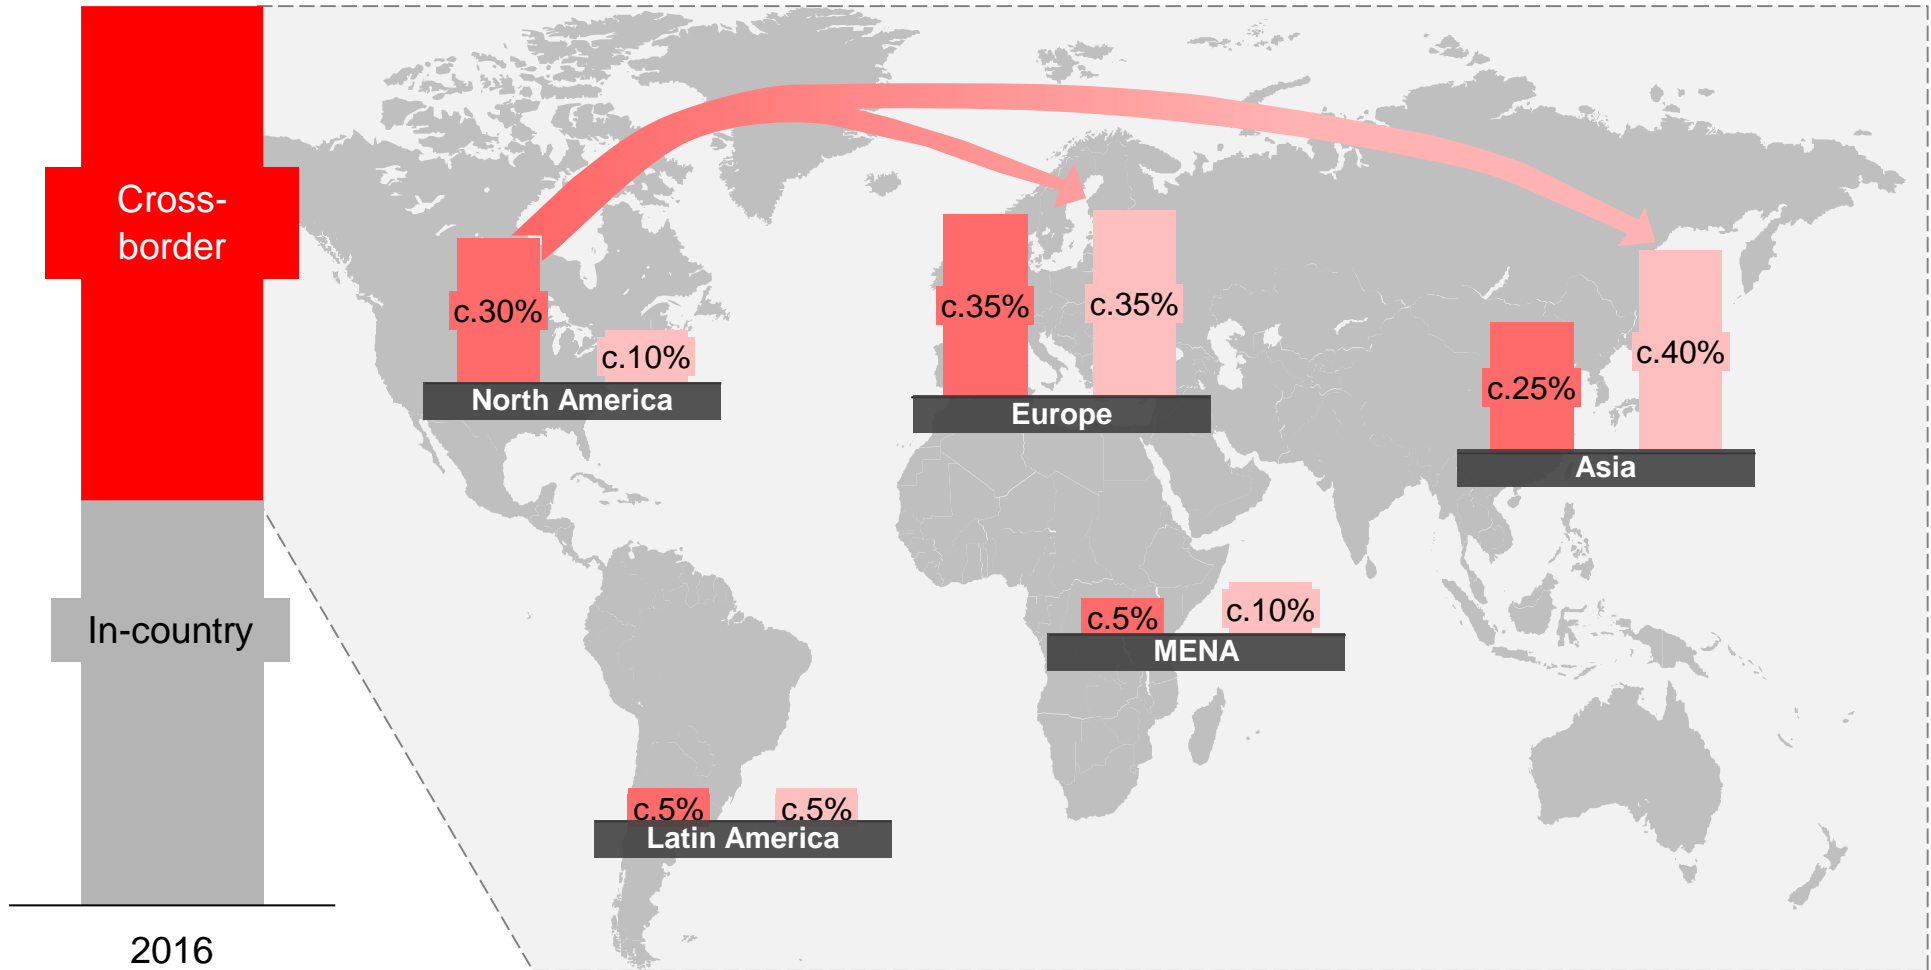 Cross-
border
In-country
2016
c.30%
c.10%
North America
c.35%
c.35%
Europe
c.25%
c.40%
Asia
c.5%
c.10%
MENA
c.5%
c.5%
Latin America